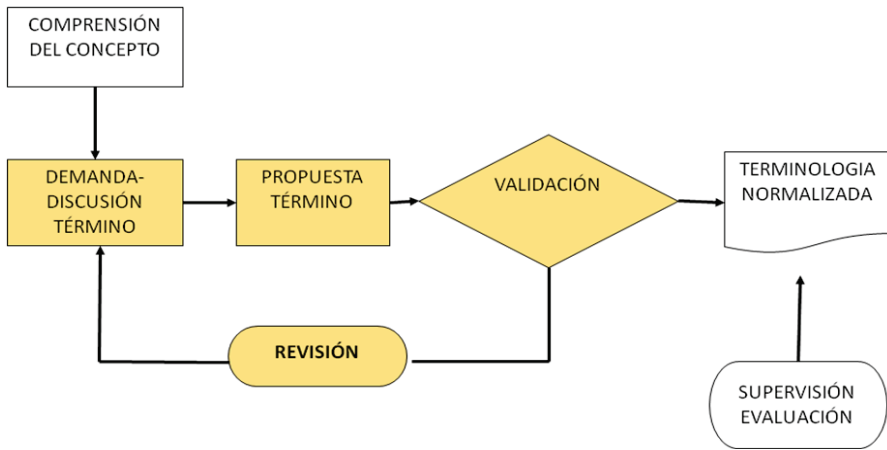 COMPRENSIÓN
DEL CONCEPTO
DEMANDA-
DISCUSIÓN
TÉRMINO
PROPUESTA
TÉRMINO
VALIDACIÓN
TERMINOLOGIA
NORMALIZADA
REVISIÓN
SUPERVISIÓN
EVALUACIÓN